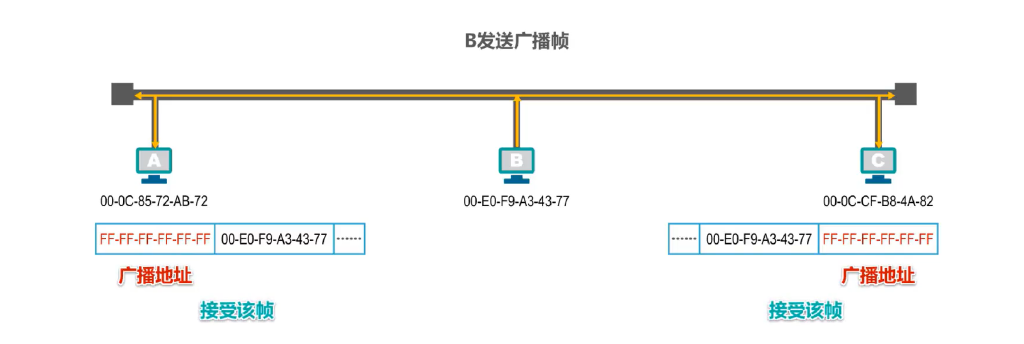 B发送广播帧
A
B
C
00-0C-85-72-AB-72
00-E0-F9-A3-43-77
00-0C-CF-B8-4A-82
FF-FF-FF-FF-FF-FF 00-E0-F9-A3-43-77 ------
------ 00-E0-F9-A3-43-77 FF-FF-FF-FF-FF-FF
广播地址
广播地址
接受该帧
接受该帧